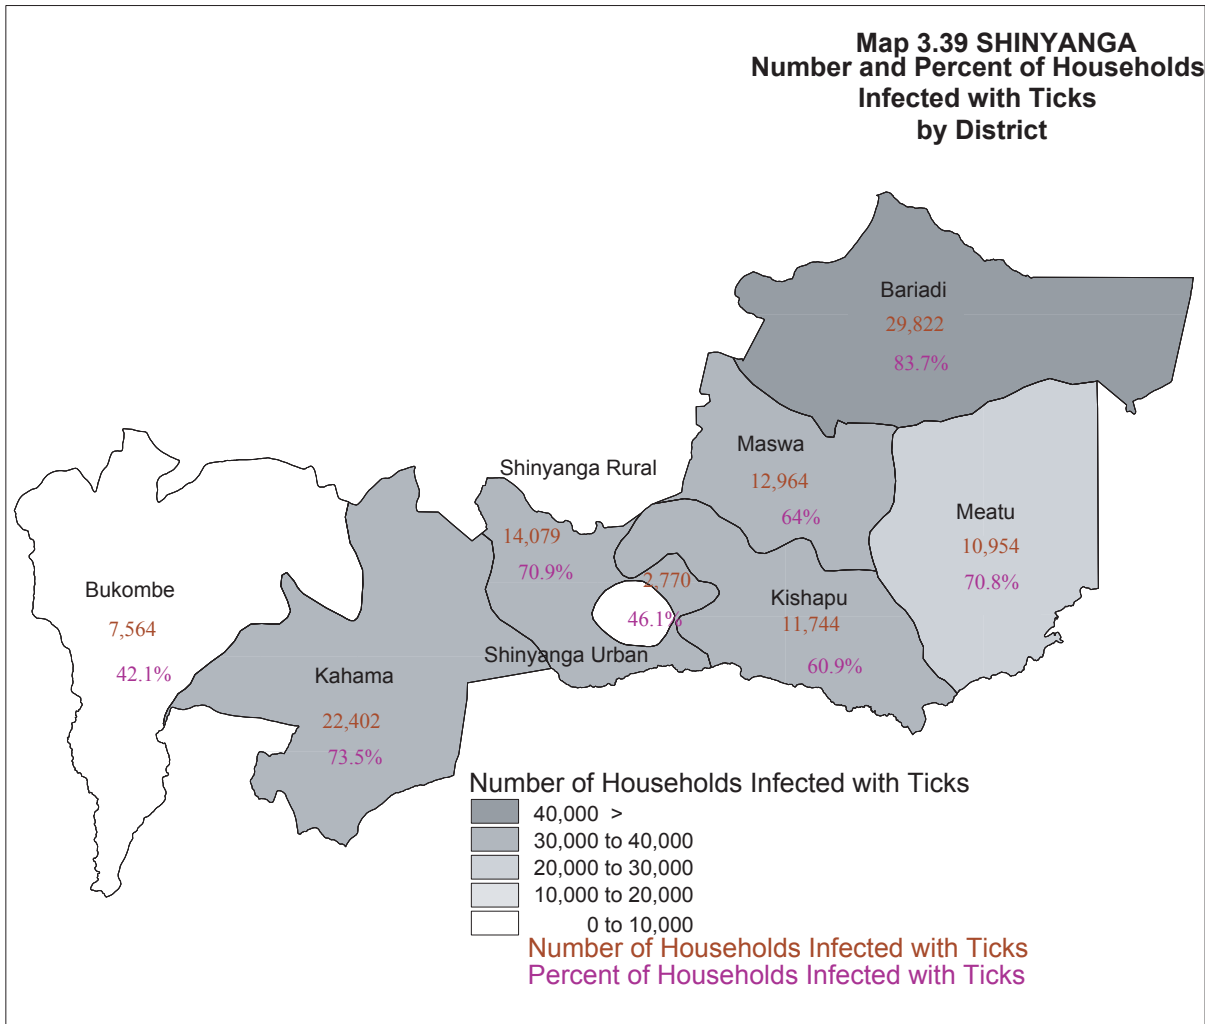 Map 3.39 SHINYANGA
Number and Percent of Households
Infected with Ticks
by District
Bariadi
29,822
83.7%
Maswa
12,964
64%
Shinyanga Rural
14,079
70.9%
Meatu
10,954
70.8%
2,770
46.1%
Bukombe
7,564
42.1%
Kishapu
11,744
60.9%
Shinyanga Urban
Kahama
22,402
73.5%
Number of Households Infected with Ticks
40,000 >
30,000 to 40,000
20,000 to 30,000
10,000 to 20,000
0 to 10,000
Number of Households Infected with Ticks
Percent of Households Infected with Ticks